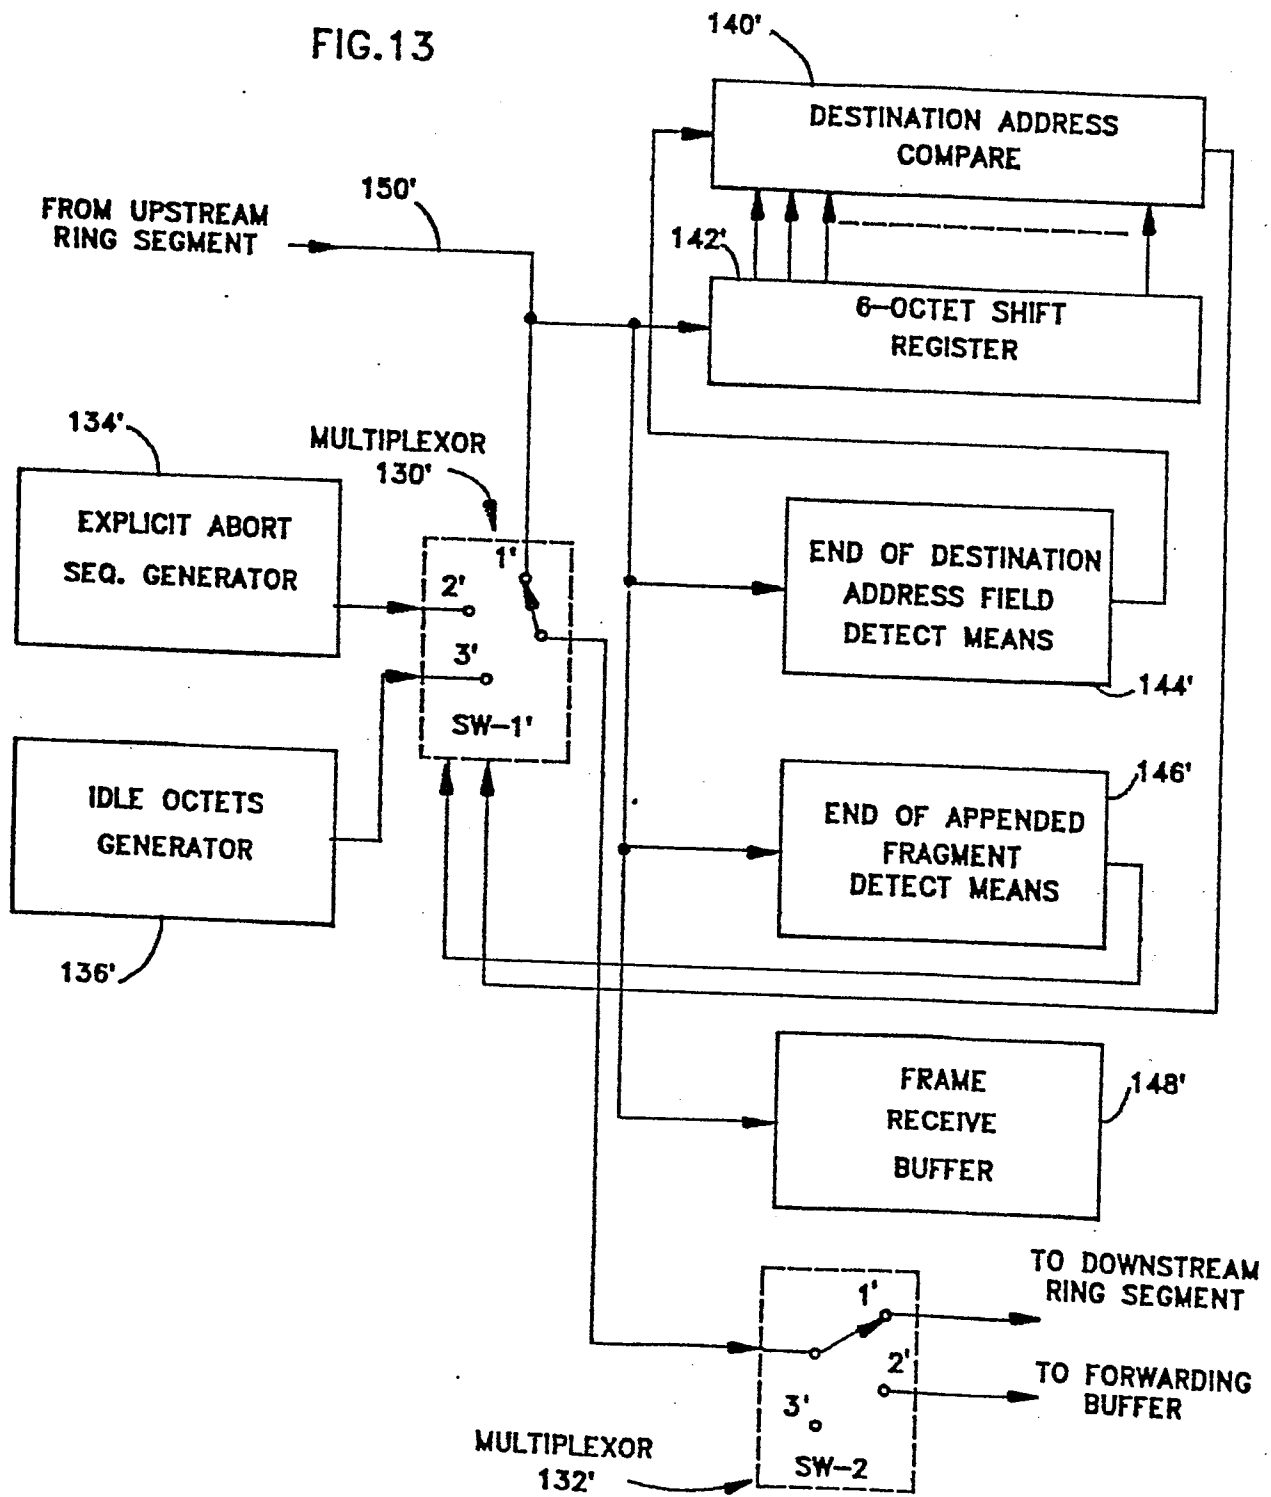 FIG.13
140'
DESTINATION ADDRESS
COMPARE
150'
FROM UPSTREAM
RING SEGMENT
142'
6-OCTET SHIFT
REGISTER
134'
MULTIPLEXOR
130'
EXPLICIT ABORT
SEQ. GENERATOR
1'
2'
3'
SW-1'
END OF DESTINATION
ADDRESS FIELD
DETECT MEANS
144'
IDLE OCTETS
GENERATOR
136'
146'
END OF APPENDED
FRAGMENT
DETECT MEANS
FRAME
RECEIVE
BUFFER
148'
TO DOWNSTREAM
RING SEGMENT
1'
2'
3'
SW-2
TO FORWARDING
BUFFER
MULTIPLEXOR
132'